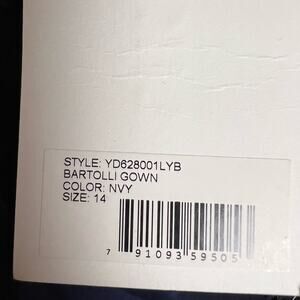 STYLE: YD628001LYB
BARTOLLI GOWN
COLOR: NVY
SIZE: 14
7 91093 59505